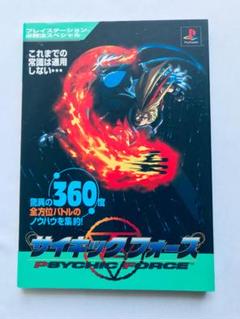 プレイステーション
必勝法スペシャル
PlayStation
これまでの
常識は通用
しない…
驚異の360度
全方位バトルの
ノウハウを集約!
サイキックフォース
PSYCHIC FORCE